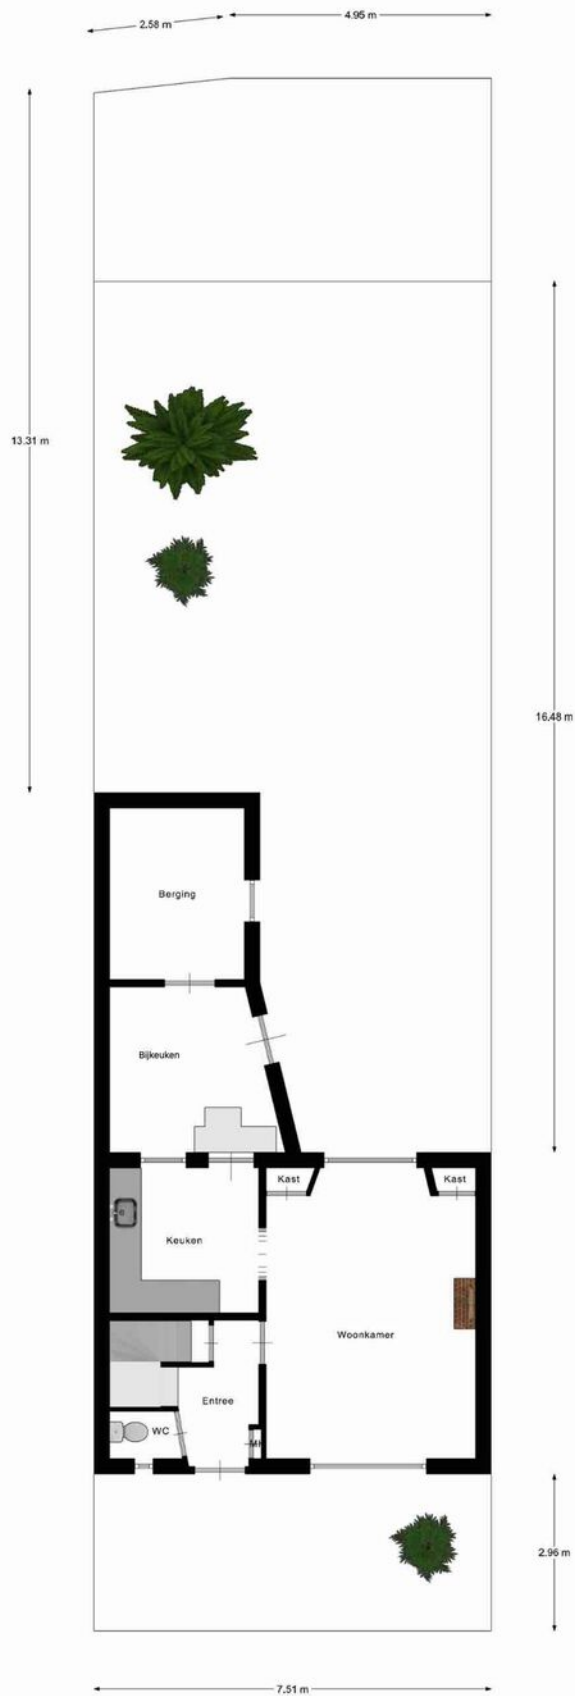 2.58 m
4.95 m
13.31 m
16.48 m
Berging
Bijkeuken
Kast
Kast
Keuken
Woonkamer
Entree
WC
2.96 m
7.51 m